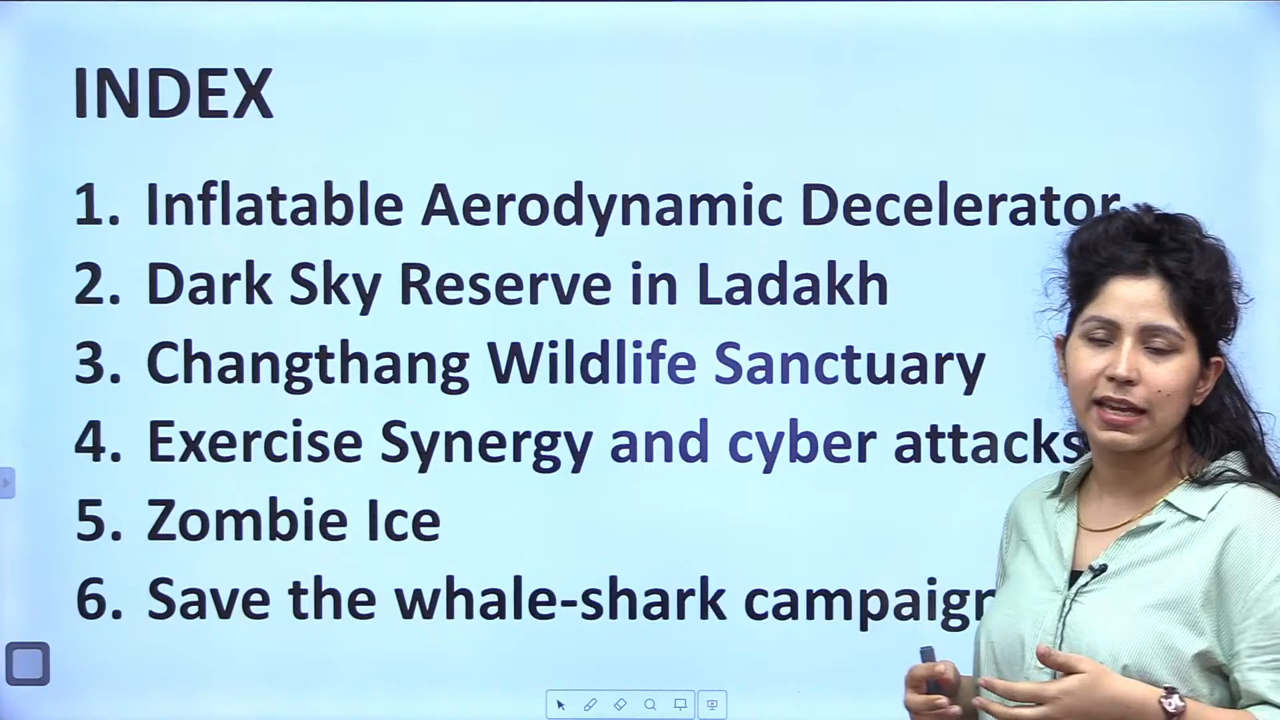 INDEX
1. Inflatable Aerodynamic Decelerator
2. Dark Sky Reserve in Ladakh
3. Changthang Wildlife Sanctuary
4. Exercise Synergy and cyber attacks
5. Zombie Ice
6. Save the whale-shark campaign